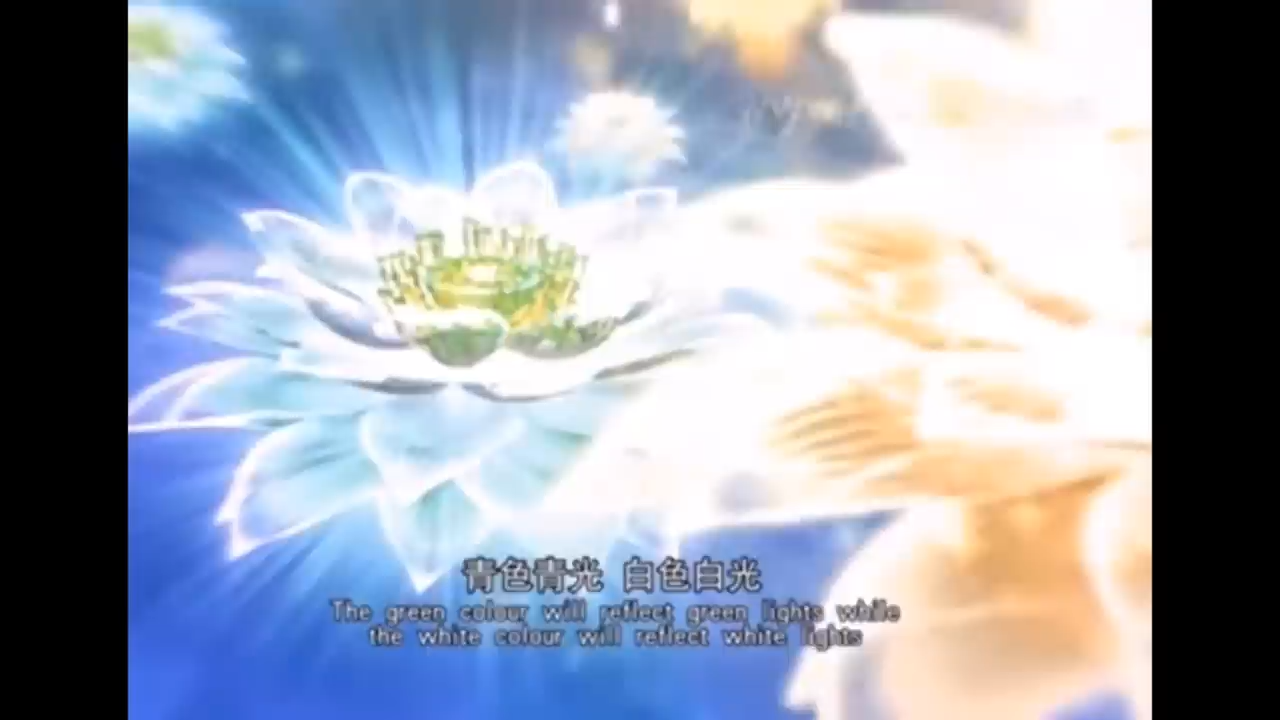 青色青光 白色白光
The green colour will reflect green lights while
the white colour will reflect white lights